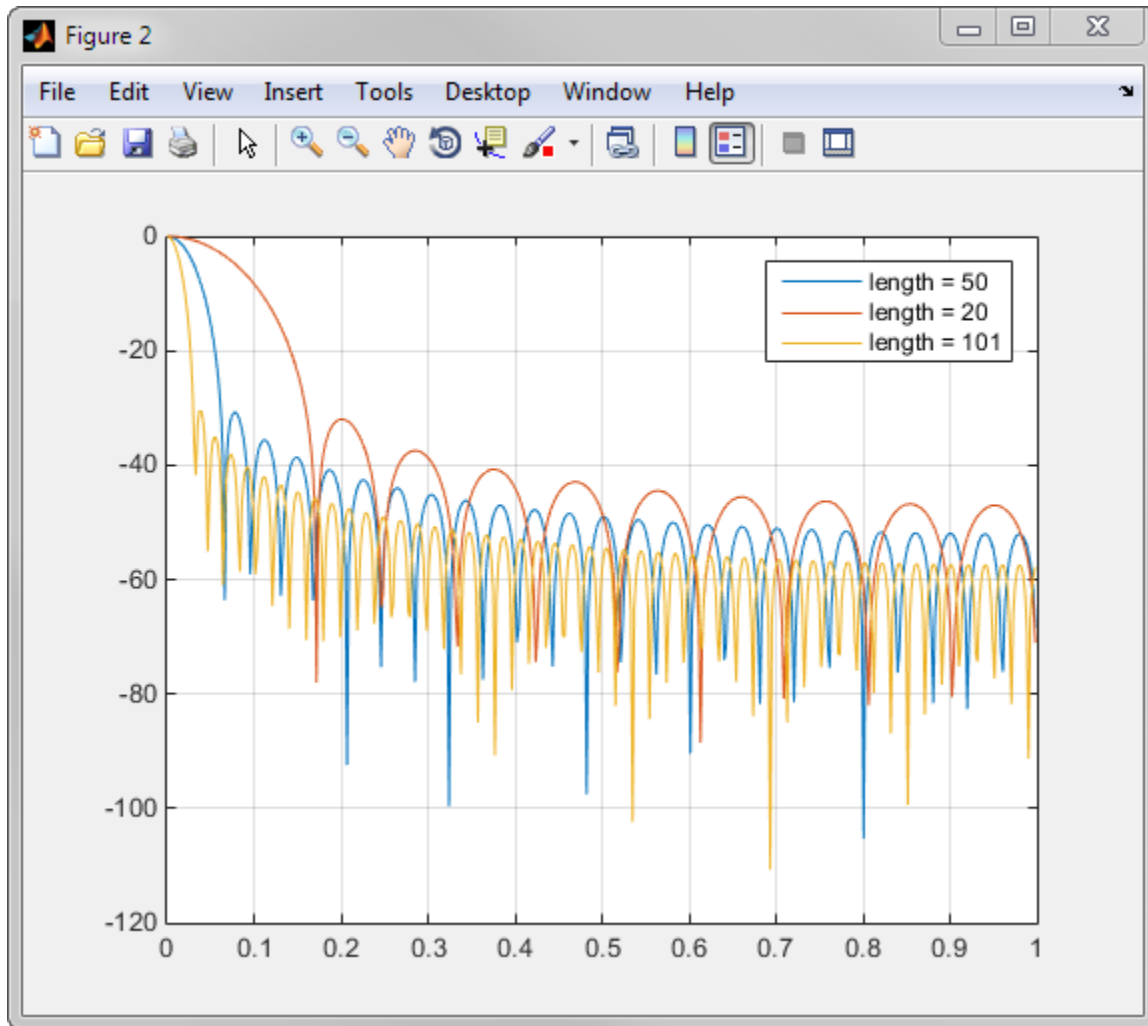 Figure 2
File Edit View Insert Tools Desktop Window Help
length = 50
length = 20
length = 101
0
-20
-40
-60
-80
-100
-120
0 0.1 0.2 0.3 0.4 0.5 0.6 0.7 0.8 0.9 1